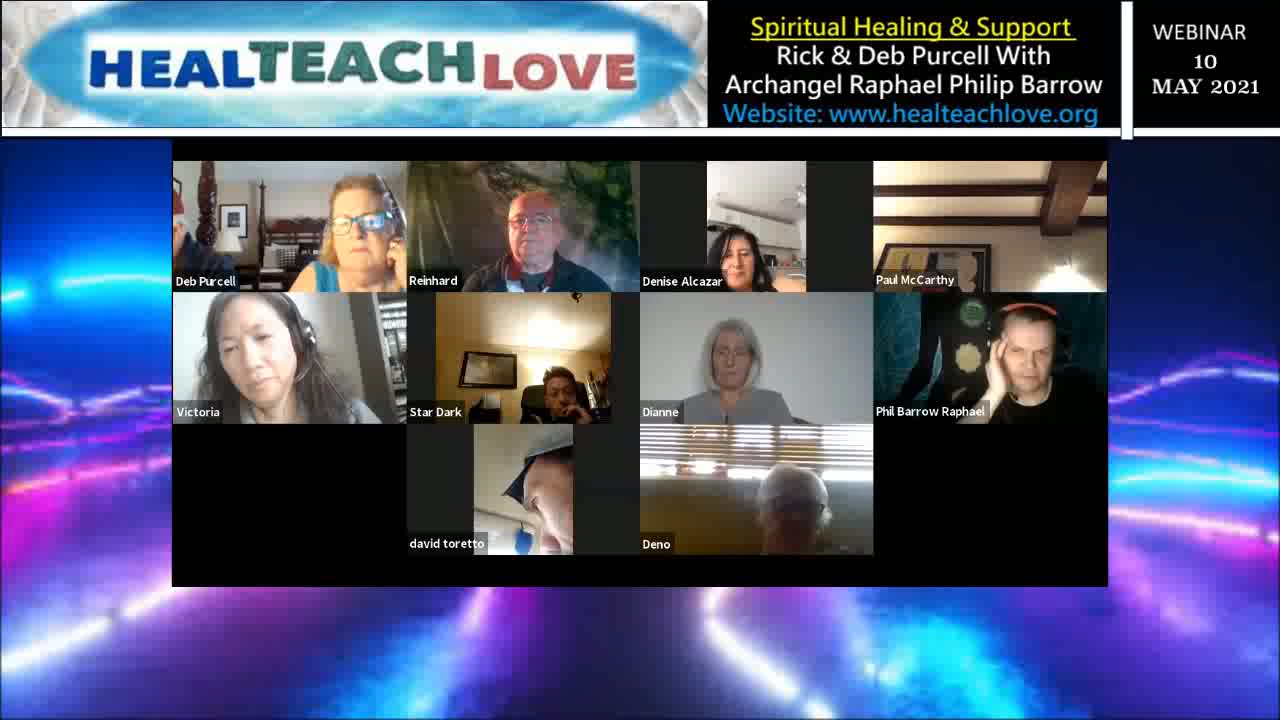 HEALTEACHLOVE
Spiritual Healing & Support
Rick & Deb Purcell With
Archangel Raphael Philip Barrow
Website: www.healteachlove.org
WEBINAR
10
MAY 2021
Deb Purcell
Reinhard
Denise Alcazar
Paul McCarthy
Victoria
Star Dark
Dianne
Phil Barrow Raphael
david toretto
Deno